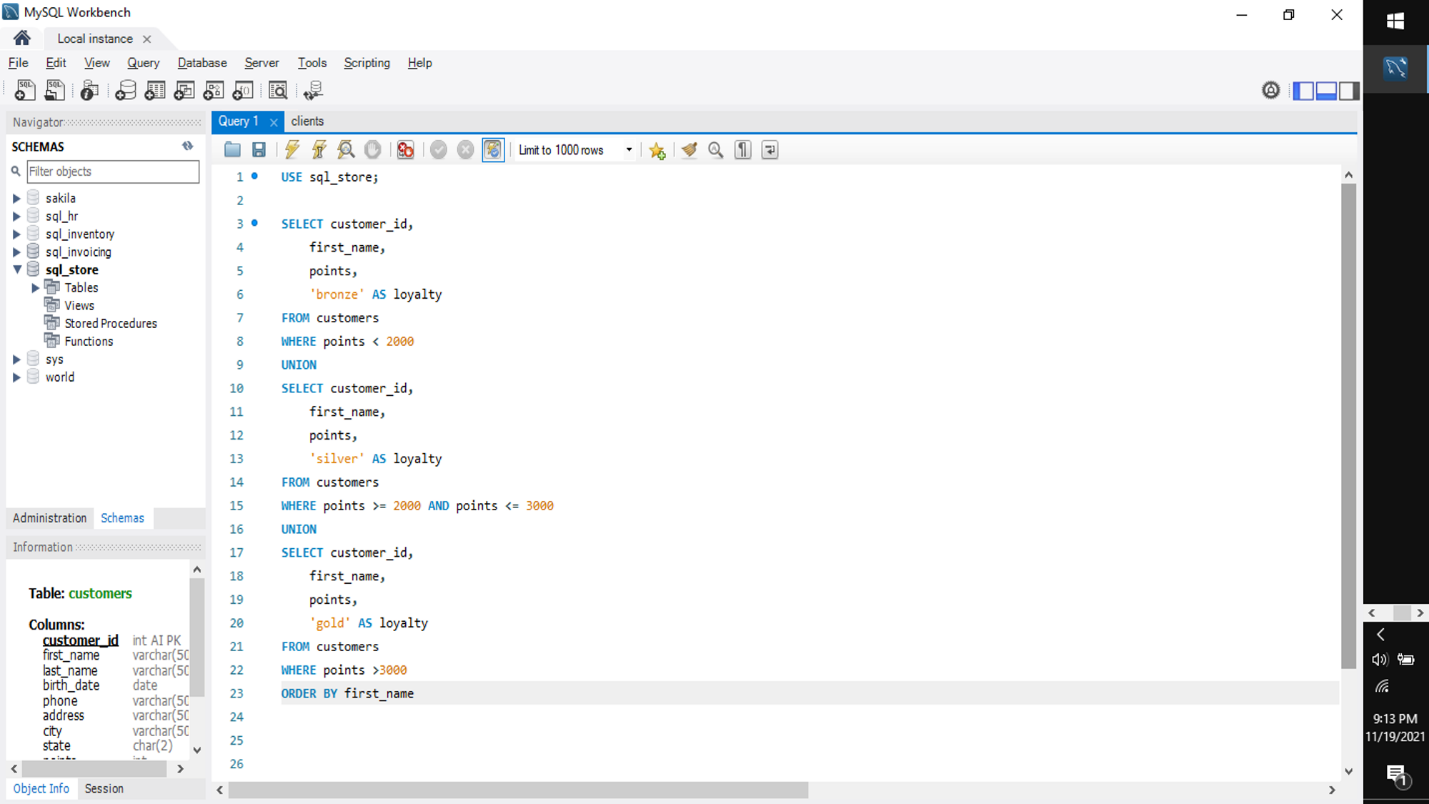 MySQL Workbench
Local instance
File Edit View Query Database Server Tools Scripting Help
Navigator
SCHEMAS
Filter objects
sakila
sql_hr
sql_inventory
sql_invoicing
sql_store
Tables
Views
Stored Procedures
Functions
sys
world
Administration Schemas
Information
Table: customers
Columns:
customer_id int AI PK
first_name varchar(50
last_name varchar(50
birth_date date
phone varchar(50
address varchar(50
city varchar(50
state char(2)
Object Info Session
Query 1 clients
Limit to 1000 rows
1 USE sql_store;
2
3 SELECT customer_id,
4 first_name,
5 points,
6 'bronze' AS loyalty
7 FROM customers
8 WHERE points < 2000
9 UNION
10 SELECT customer_id,
11 first_name,
12 points,
13 'silver' AS loyalty
14 FROM customers
15 WHERE points >= 2000 AND points <= 3000
16 UNION
17 SELECT customer_id,
18 first_name,
19 points,
20 'gold' AS loyalty
21 FROM customers
22 WHERE points >3000
23 ORDER BY first_name
24
25
26
9:13 PM
11/19/2021
1